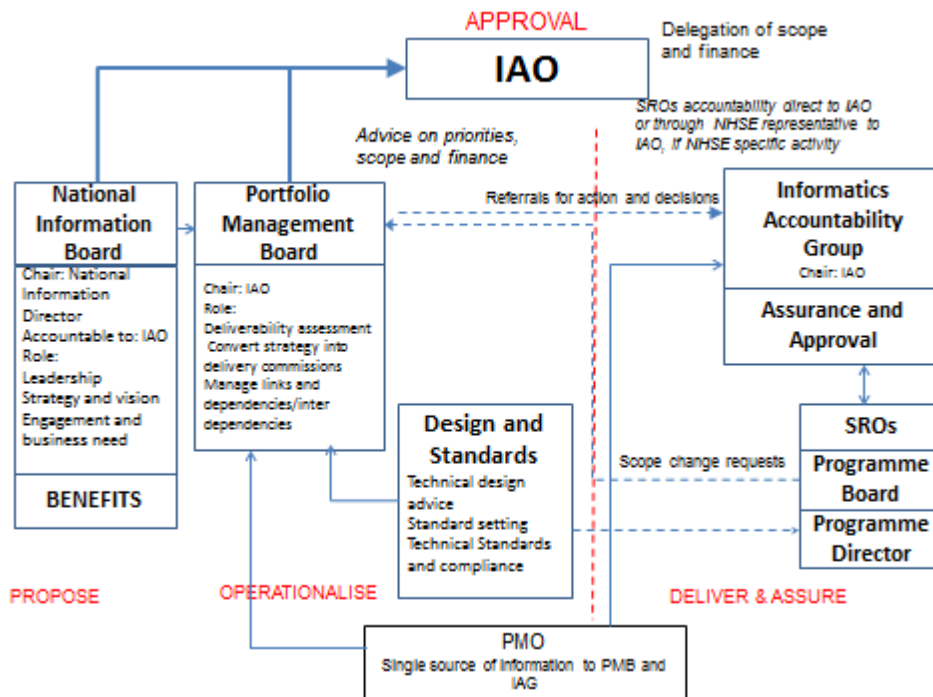 APPROVAL
IAO
Delegation of scope
and finance
SROs accountability direct to IAO
or through NHSE representative to
IAO, if NHSE specific activity
Advice on priorities,
scope and finance
National
Information
Board
Chair: National
Information
Director
Accountable to: IAO
Role:
Leadership
Strategy and vision
Engagement and
business need
BENEFITS
Portfolio
Management
Board
Chair: IAO
Role:
Deliverability assessment
Convert strategy into
delivery commissions
Manage links and
dependencies/inter
dependencies
Referrals for action and decisions
Informatics
Accountability
Group
Chair: IAO
Assurance and
Approval
Design and
Standards
Technical design
advice
Standard setting
Technical Standards
and compliance
Scope change requests
SROs
Programme
Board
Programme
Director
PROPOSE
OPERATIONALISE
DELIVER & ASSURE
PMO
Single source of information to PMB and
IAG